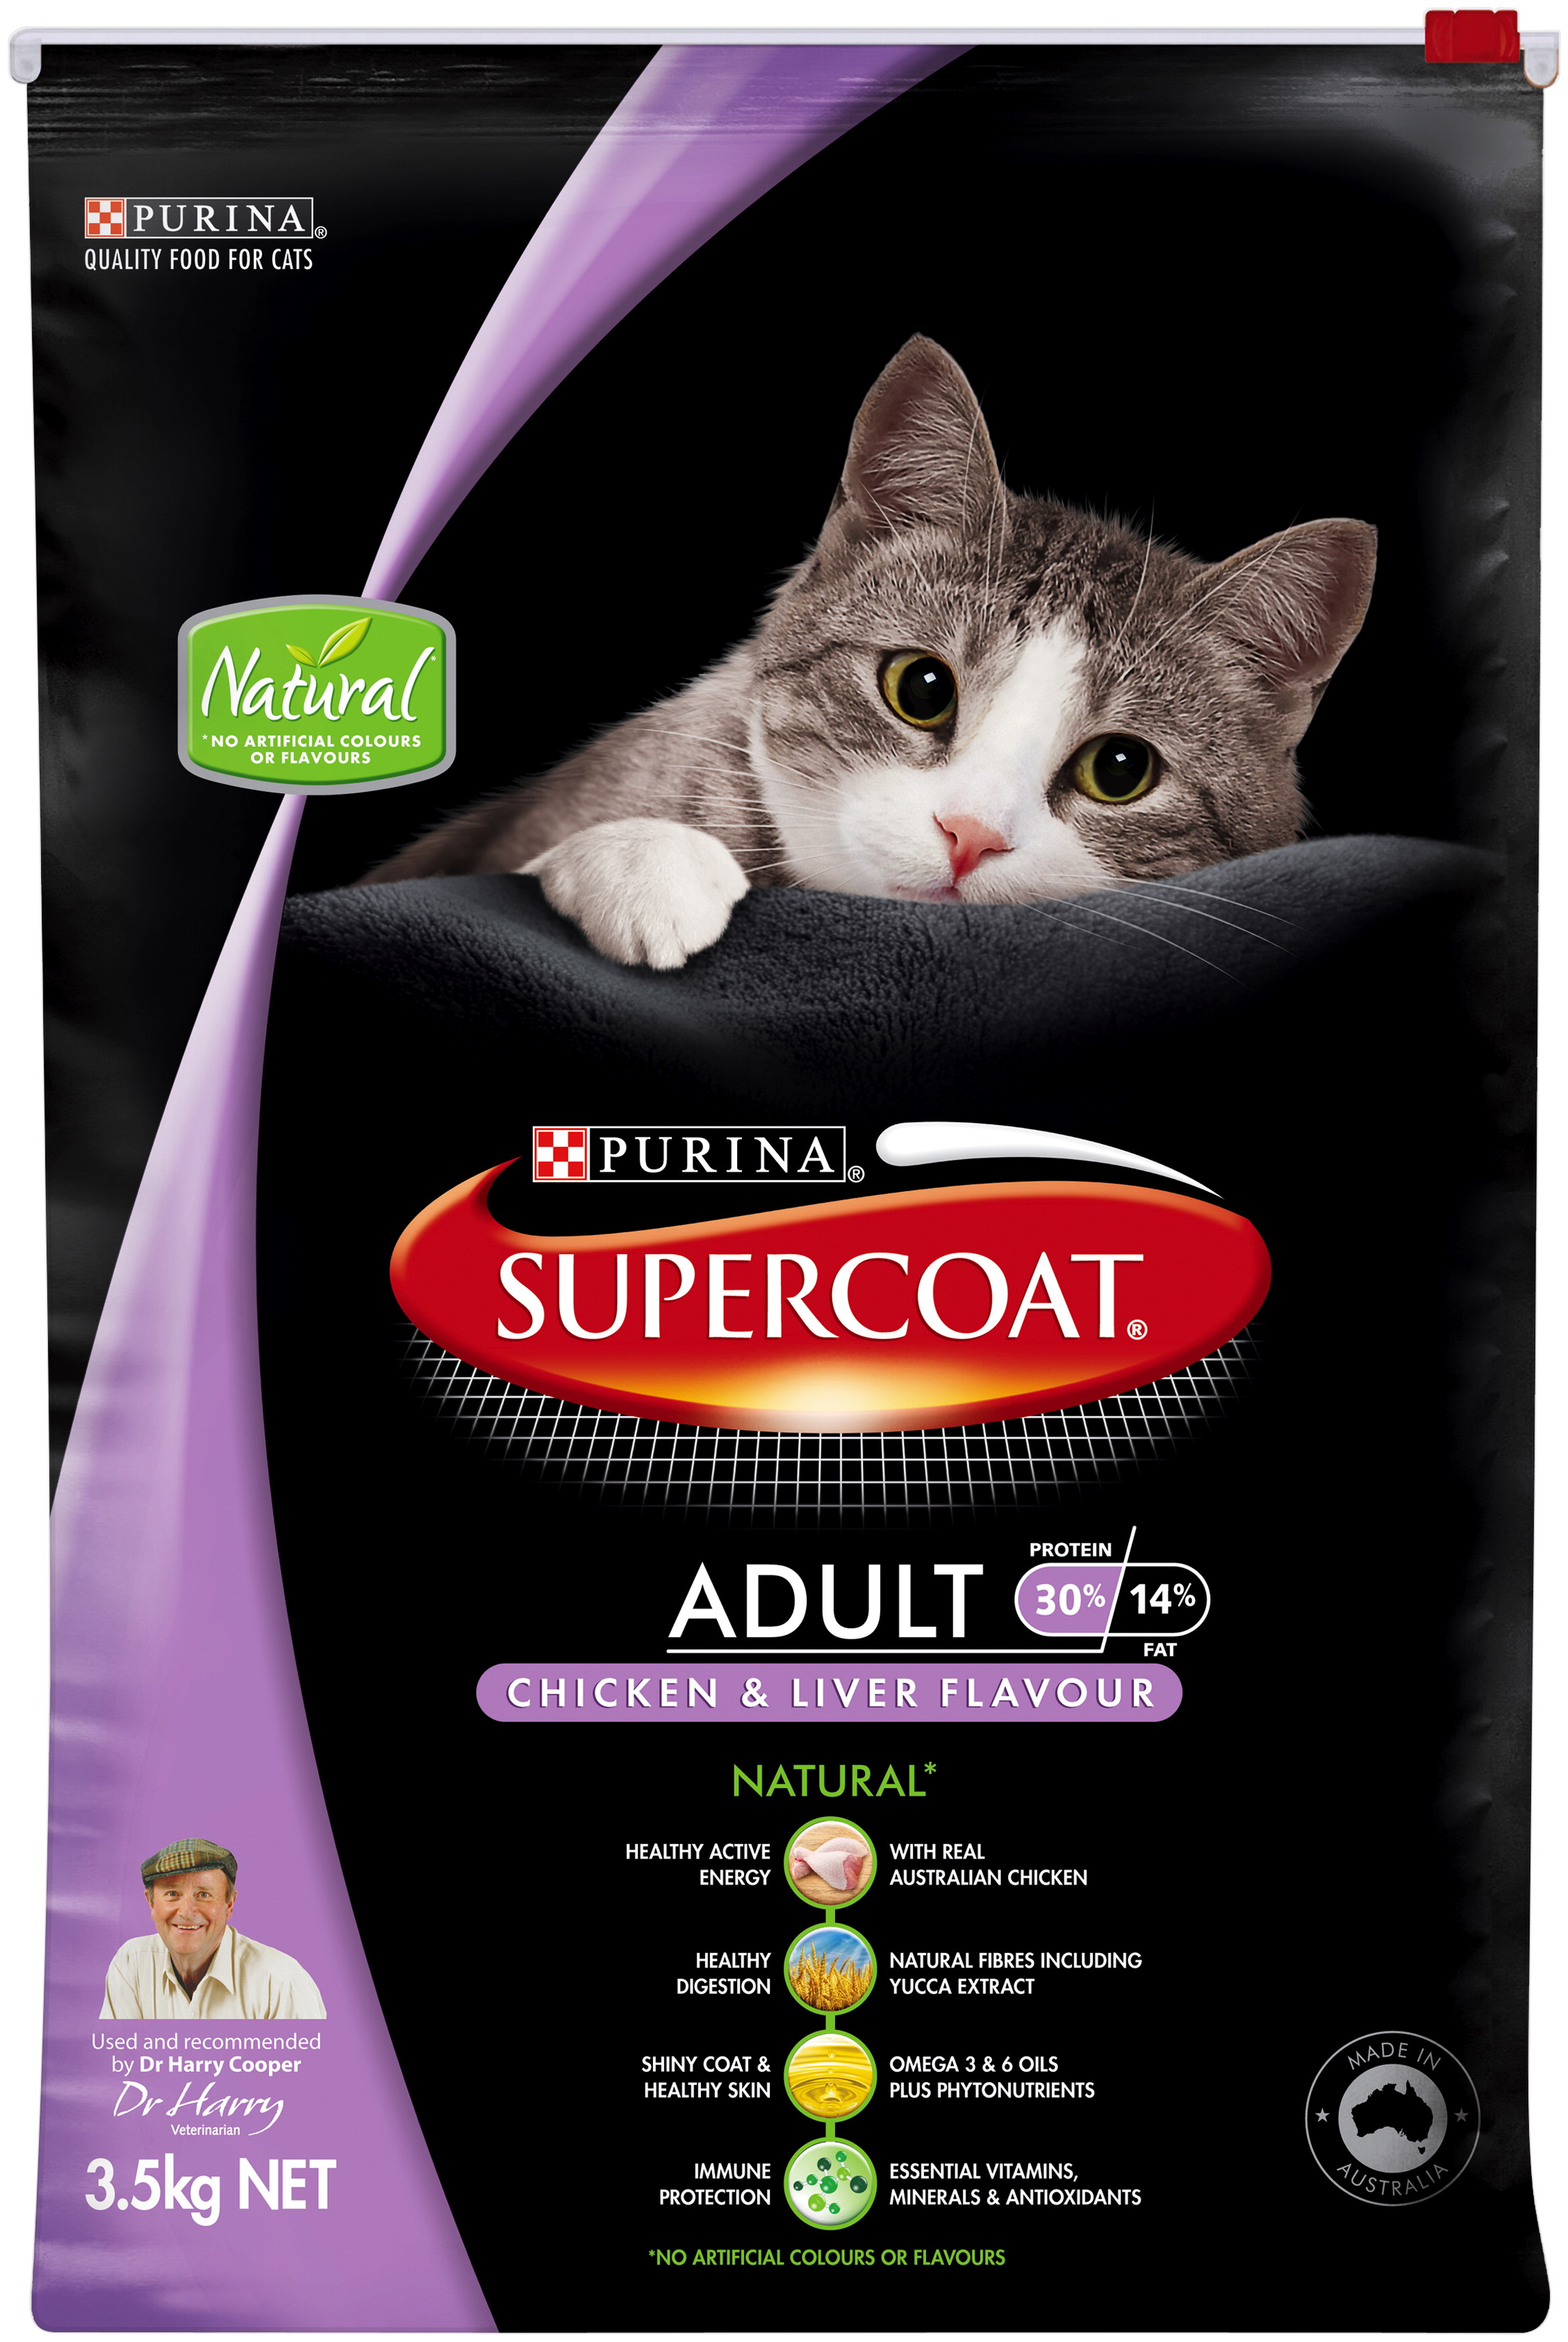 PURINA®
QUALITY FOOD FOR CATS
Natural*
*NO ARTIFICIAL COLOURS
OR FLAVOURS
PURINA®
SUPERCOAT®
ADULT
PROTEIN
30% 14%
FAT
CHICKEN & LIVER FLAVOUR
NATURAL*
HEALTHY ACTIVE
ENERGY
WITH REAL
AUSTRALIAN CHICKEN
HEALTHY
DIGESTION
NATURAL FIBRES INCLUDING
YUCCA EXTRACT
SHINY COAT &
HEALTHY SKIN
OMEGA 3 & 6 OILS
PLUS PHYTONUTRIENTS
IMMUNE
PROTECTION
ESSENTIAL VITAMINS,
MINERALS & ANTIOXIDANTS
*NO ARTIFICIAL COLOURS OR FLAVOURS
Used and recommended
by Dr Harry Cooper
Dr Harry
Veterinarian
3.5kg NET
MADE IN
AUSTRALIA